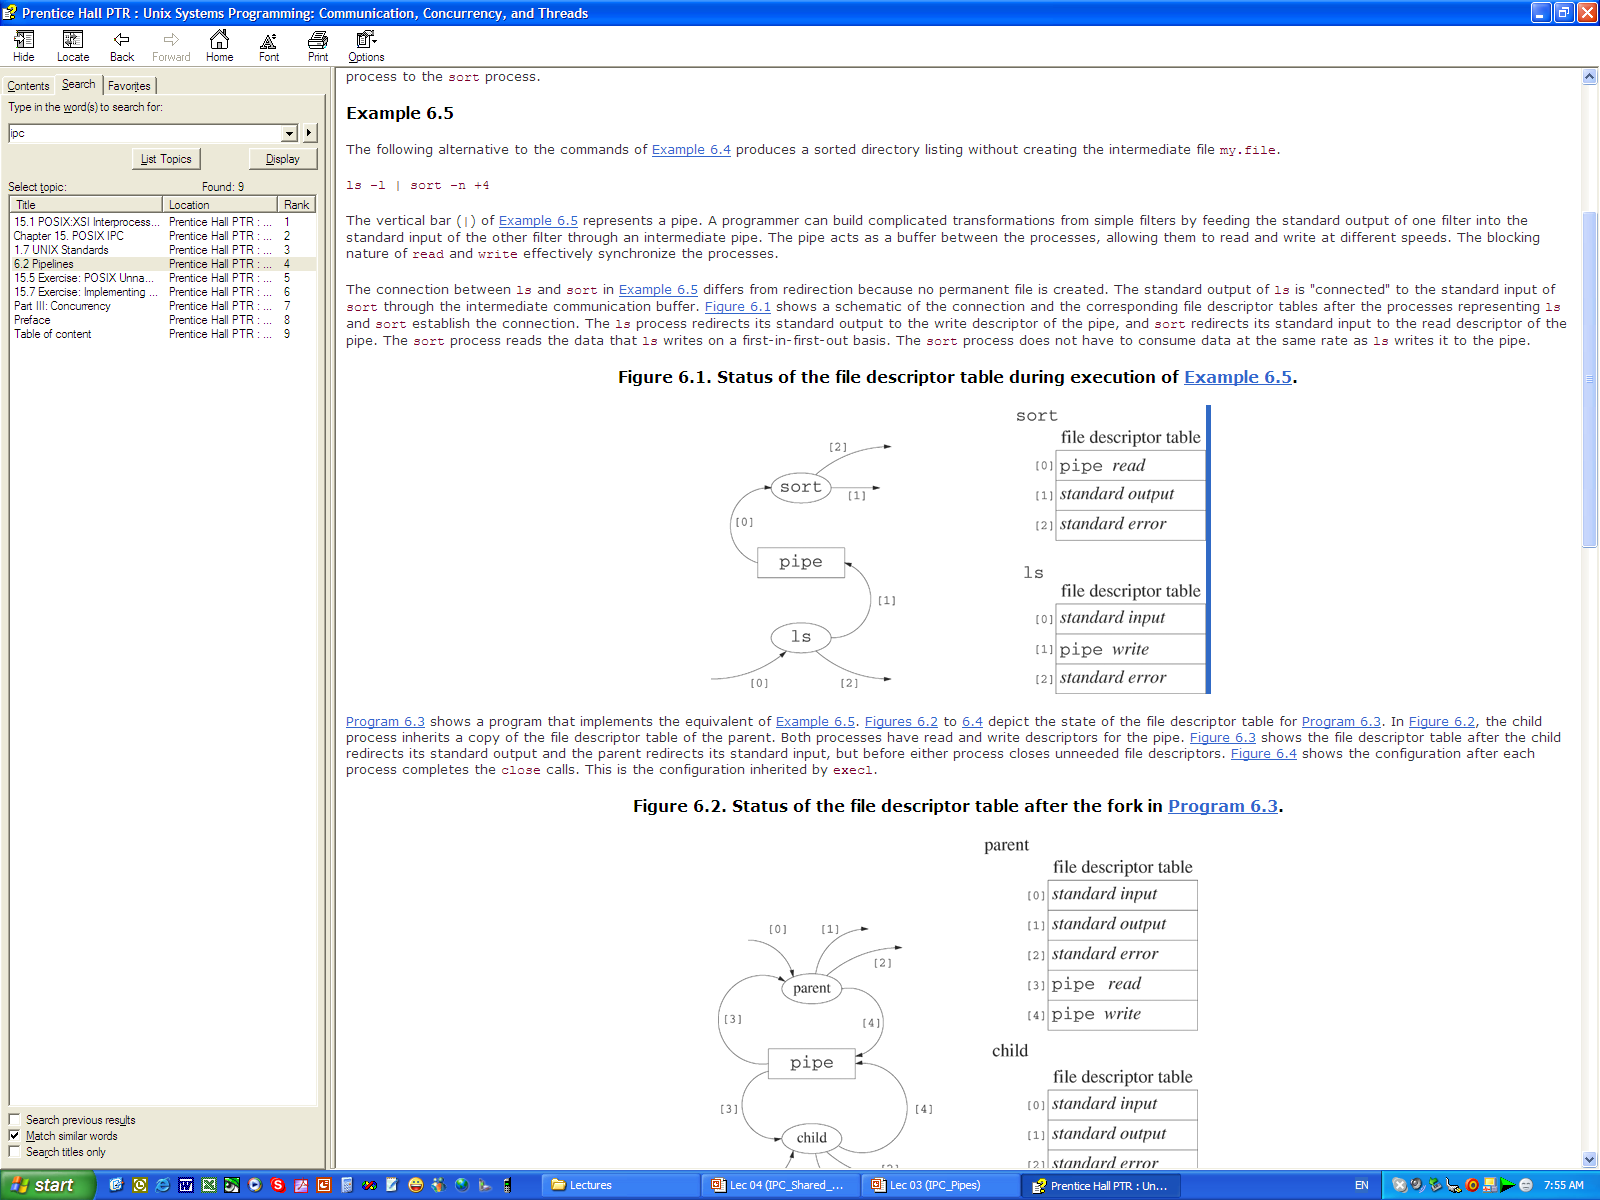 Prentice Hall PTR : Unix Systems Programming: Communication, Concurrency, and Threads
Hide Locate Back Forward Home Font Print Options
Contents Search Favorites
Type in the word(s) to search for:
ipc
List Topics Display
Select topic: Found: 9
Title Location Rank
15.1 POSIX:XSI Interprocess... Prentice Hall PTR : ... 1
Chapter 15. POSIX IPC Prentice Hall PTR : ... 2
1.7 UNIX Standards Prentice Hall PTR : ... 3
6.2 Pipelines Prentice Hall PTR : ... 4
15.5 Exercise: POSIX Unna... Prentice Hall PTR : ... 5
15.7 Exercise: Implementing ... Prentice Hall PTR : ... 6
Part III: Concurrency Prentice Hall PTR : ... 7
Preface Prentice Hall PTR : ... 8
Table of content Prentice Hall PTR : ... 9
Search previous results
Match similar words
Search titles only
process to the sort process.
Example 6.5
The following alternative to the commands of Example 6.4 produces a sorted directory listing without creating the intermediate file my.file.
ls -l | sort -n +4
The vertical bar (|) of Example 6.5 represents a pipe. A programmer can build complicated transformations from simple filters by feeding the standard output of one filter into the
standard input of the other filter through an intermediate pipe. The pipe acts as a buffer between the processes, allowing them to read and write at different speeds. The blocking
nature of read and write effectively synchronize the processes.
The connection between ls and sort in Example 6.5 differs from redirection because no permanent file is created. The standard output of ls is "connected" to the standard input of
sort through the intermediate communication buffer. Figure 6.1 shows a schematic of the connection and the corresponding file descriptor tables after the processes representing ls
and sort establish the connection. The ls process redirects its standard output to the write descriptor of the pipe, and sort redirects its standard input to the read descriptor of the
pipe. The sort process reads the data that ls writes on a first-in-first-out basis. The sort process does not have to consume data at the same rate as ls writes it to the pipe.
Figure 6.1. Status of the file descriptor table during execution of Example 6.5.
[2]
sort
[1]
[0]
pipe
[1]
ls
[0] [2]
sort
file descriptor table
[0] pipe read
[1] standard output
[2] standard error
ls
file descriptor table
[0] standard input
[1] pipe write
[2] standard error
Program 6.3 shows a program that implements the equivalent of Example 6.5. Figures 6.2 to 6.4 depict the state of the file descriptor table for Program 6.3. In Figure 6.2, the child
process inherits a copy of the file descriptor table of the parent. Both processes have read and write descriptors for the pipe. Figure 6.3 shows the file descriptor table after the child
redirects its standard output and the parent redirects its standard input, but before either process closes unneeded file descriptors. Figure 6.4 shows the configuration after each
process completes the close calls. This is the configuration inherited by execl.
Figure 6.2. Status of the file descriptor table after the fork in Program 6.3.
[0] [1]
[2]
parent
[3] [4]
pipe
[3] [4]
child
parent
file descriptor table
[0] standard input
[1] standard output
[2] standard error
[3] pipe read
[4] pipe write
child
file descriptor table
[0] standard input
[1] standard output
[2] standard error
start Lectures Lec 04 (IPC_Shared_... Lec 03 (IPC_Pipes) Prentice Hall PTR : Un... EN 7:55 AM